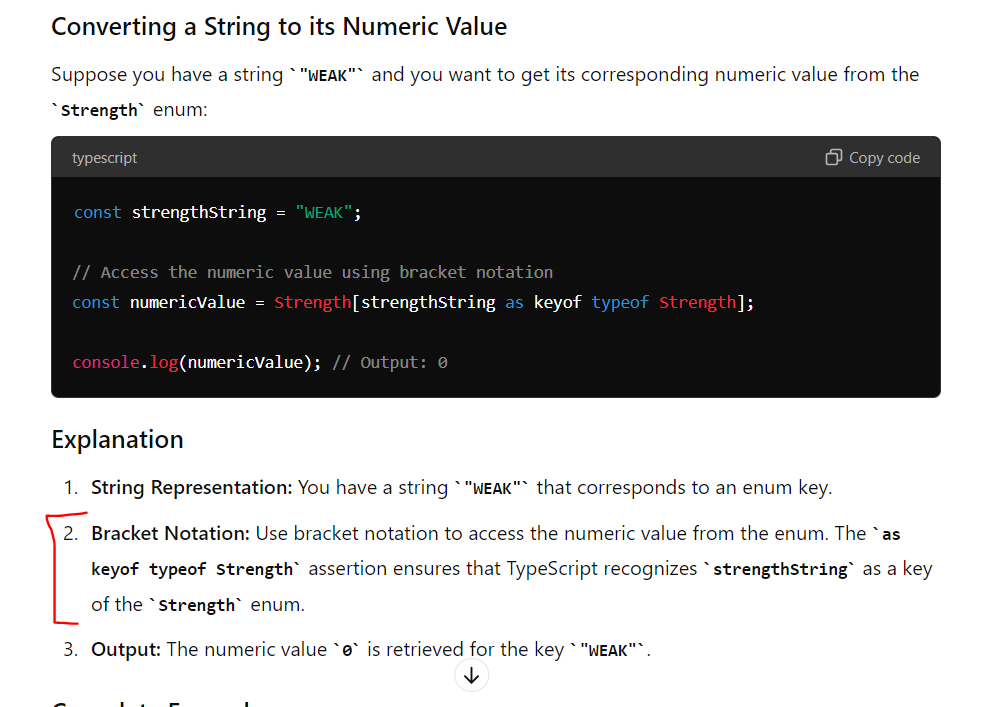 Converting a String to its Numeric Value
Suppose you have a string `"WEAK"` and you want to get its corresponding numeric value from the
`Strength` enum:
typescript
Copy code
const strengthString = "WEAK";
// Access the numeric value using bracket notation
const numericValue = Strength[strengthString as keyof typeof Strength];
console.log(numericValue); // Output: 0
Explanation
1. String Representation: You have a string `"WEAK"` that corresponds to an enum key.
2. Bracket Notation: Use bracket notation to access the numeric value from the enum. The `as
keyof typeof Strength` assertion ensures that TypeScript recognizes `strengthString` as a key
of the `Strength` enum.
3. Output: The numeric value `0` is retrieved for the key `"WEAK"`.